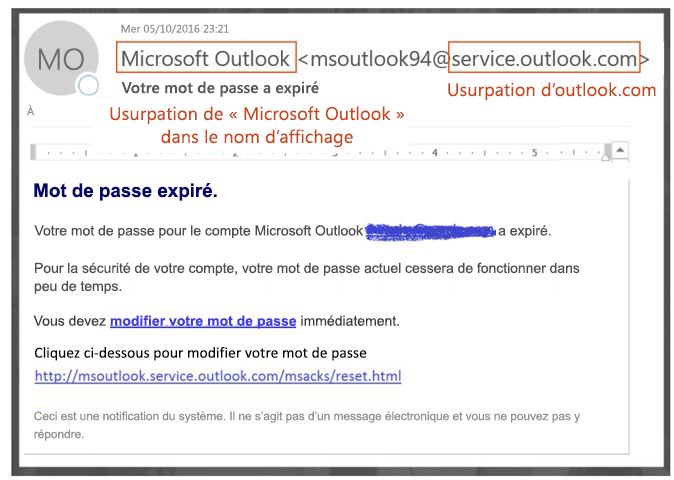 Mer 05/10/2016 23:21
MO
Microsoft Outlook <msoutlook94@service.outlook.com>
Votre mot de passe a expiré
Usurpation d'outlook.com
À
Usurpation de « Microsoft Outlook »
dans le nom d'affichage
4
5
Mot de passe expiré.
Votre mot de passe pour le compte Microsoft Outlook a expiré.
Pour la sécurité de votre compte, votre mot de passe actuel cessera de fonctionner dans
peu de temps.
Vous devez modifier votre mot de passe immédiatement.
Cliquez ci-dessous pour modifier votre mot de passe
http://msoutlook.service.outlook.com/msacks/reset.html
Ceci est une notification du système. Il ne s'agit pas d'un message électronique et vous ne pouvez pas y
répondre.